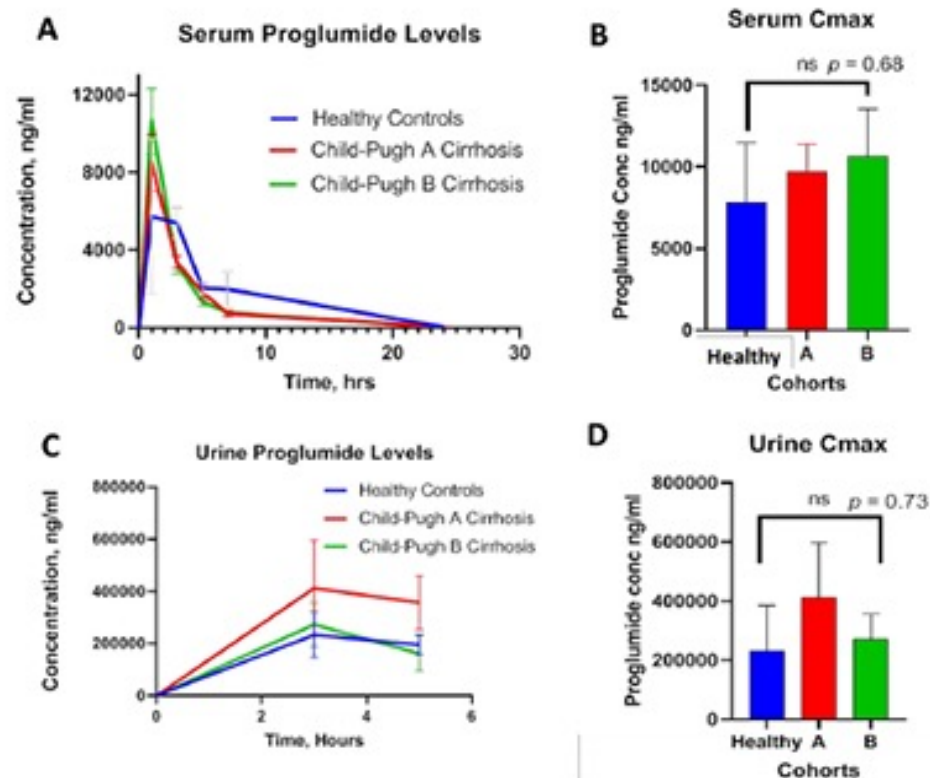 A
Serum Proglumide Levels
Concentration, ng/ml
12000
8000
4000
0
Healthy Controls
Child-Pugh A Cirrhosis
Child-Pugh B Cirrhosis
0
10
20
30
Time, hrs
B
Serum Cmax
ns p = 0.68
Proglumide Conc ng/ml
15000
10000
5000
0
Healthy
A
B
Cohorts
C
Urine Proglumide Levels
Concentration, ng/ml
800000
600000
400000
200000
0
Healthy Controls
Child-Pugh A Cirrhosis
Child-Pugh B Cirrhosis
0
2
4
6
Time, Hours
D
Urine Cmax
ns p = 0.73
Proglumide conc ng/ml
800000
600000
400000
200000
0
Healthy
A
B
Cohorts